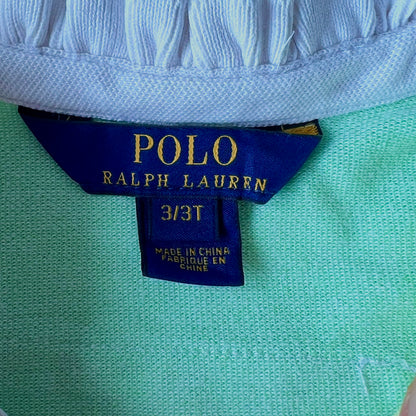 POLO
RALPH LAUREN
3/3T
MADE IN CHINA
FABRIQUE EN
CHINE